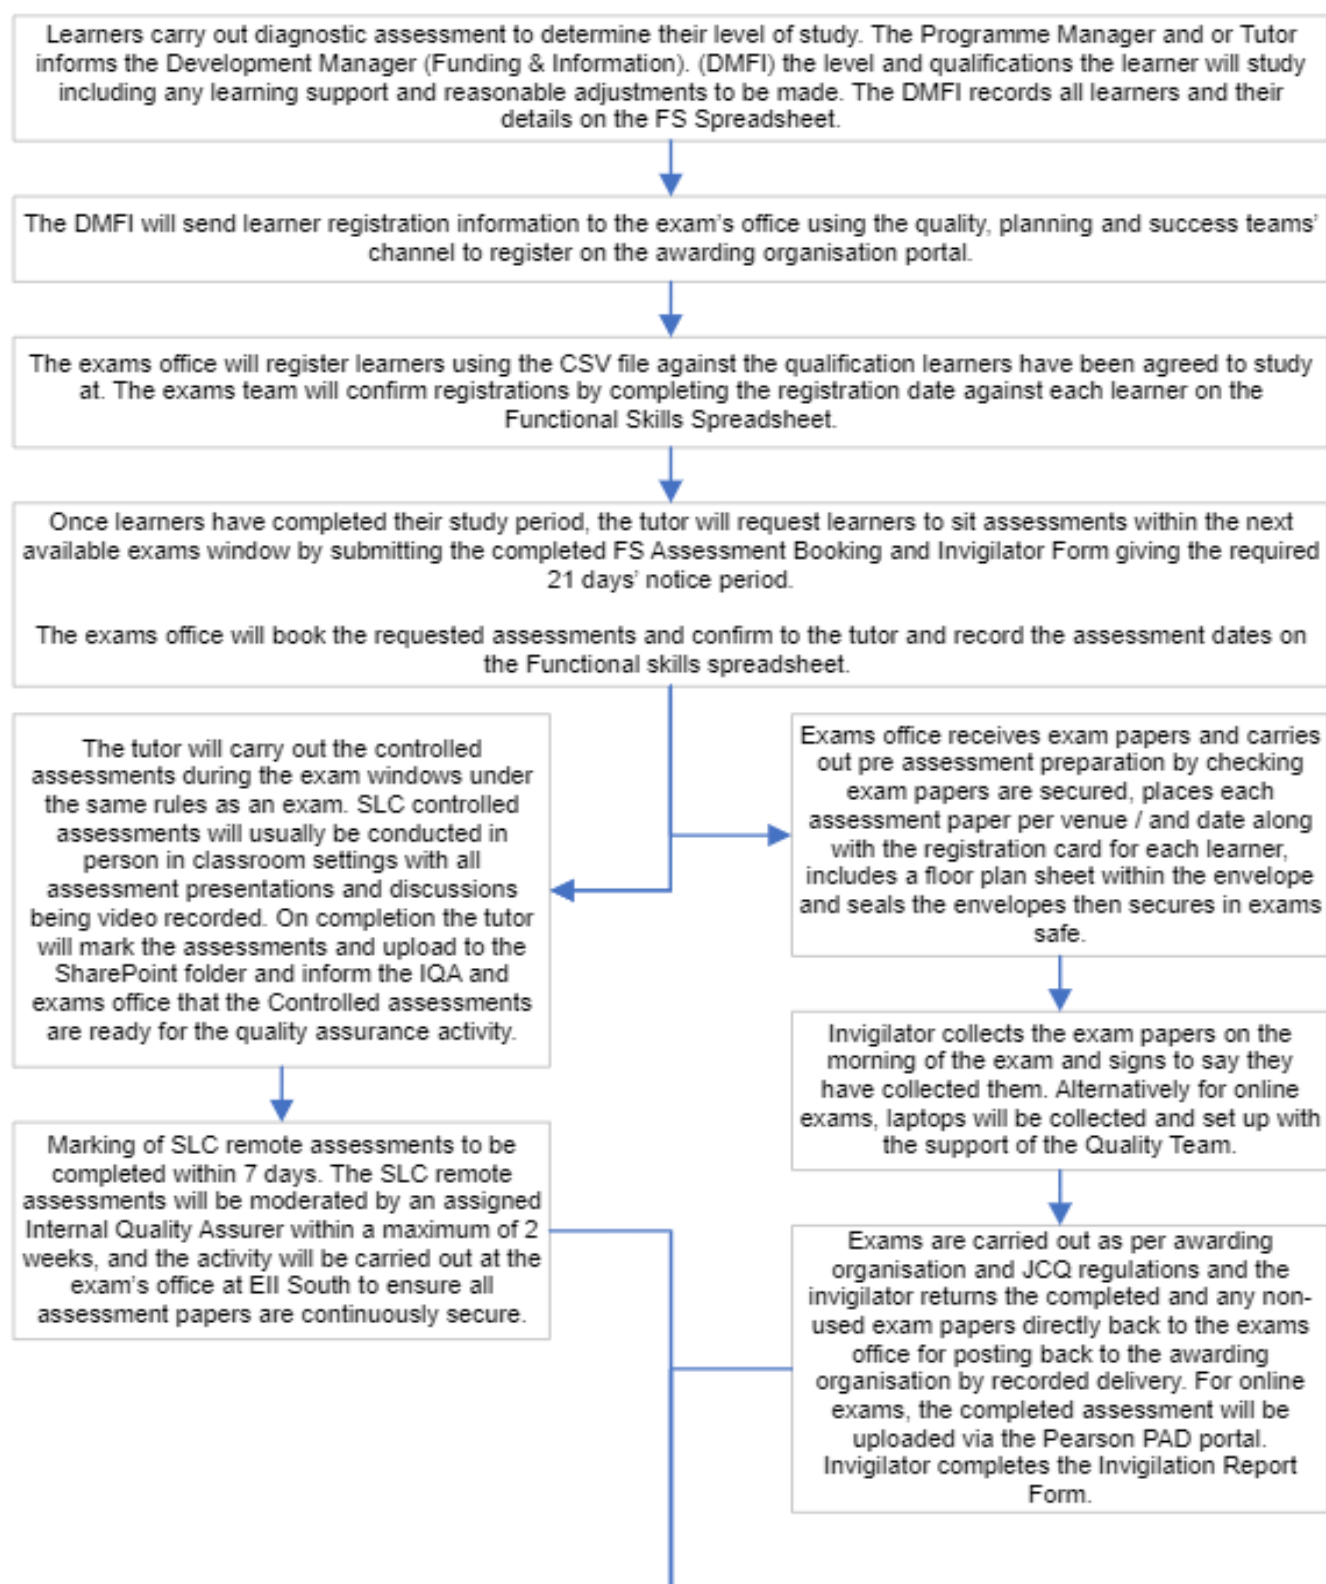 Learners carry out diagnostic assessment to determine their level of study. The Programme Manager and or Tutor
informs the Development Manager (Funding & Information). (DMFI) the level and qualifications the learner will study
including any learning support and reasonable adjustments to be made. The DMFI records all learners and their
details on the FS Spreadsheet.
The DMFI will send learner registration information to the exam's office using the quality, planning and success teams'
channel to register on the awarding organisation portal.
The exams office will register learners using the CSV file against the qualification learners have been agreed to study
at. The exams team will confirm registrations by completing the registration date against each learner on the
Functional Skills Spreadsheet.
Once learners have completed their study period, the tutor will request learners to sit assessments within the next
available exams window by submitting the completed FS Assessment Booking and Invigilator Form giving the required
21 days' notice period.
The exams office will book the requested assessments and confirm to the tutor and record the assessment dates on
the Functional skills spreadsheet.
The tutor will carry out the controlled
assessments during the exam windows under
the same rules as an exam. SLC controlled
assessments will usually be conducted in
person in classroom settings with all
assessment presentations and discussions
being video recorded. On completion the tutor
will mark the assessments and upload to the
SharePoint folder and inform the IQA and
exams office that the Controlled assessments
are ready for the quality assurance activity.
Marking of SLC remote assessments to be
completed within 7 days. The SLC remote
assessments will be moderated by an assigned
Internal Quality Assurer within a maximum of 2
weeks, and the activity will be carried out at the
exam's office at EII South to ensure all
assessment papers are continuously secure.
Exams office receives exam papers and carries
out pre assessment preparation by checking
exam papers are secured, places each
assessment paper per venue / and date along
with the registration card for each learner,
includes a floor plan sheet within the envelope
and seals the envelopes then secures in exams
safe.
Invigilator collects the exam papers on the
morning of the exam and signs to say they
have collected them. Alternatively for online
exams, laptops will be collected and set up with
the support of the Quality Team.
Exams are carried out as per awarding
organisation and JCQ regulations and the
invigilator returns the completed and any non-
used exam papers directly back to the exams
office for posting back to the awarding
organisation by recorded delivery. For online
exams, the completed assessment will be
uploaded via the Pearson PAD portal.
Invigilator completes the Invigilation Report
Form.